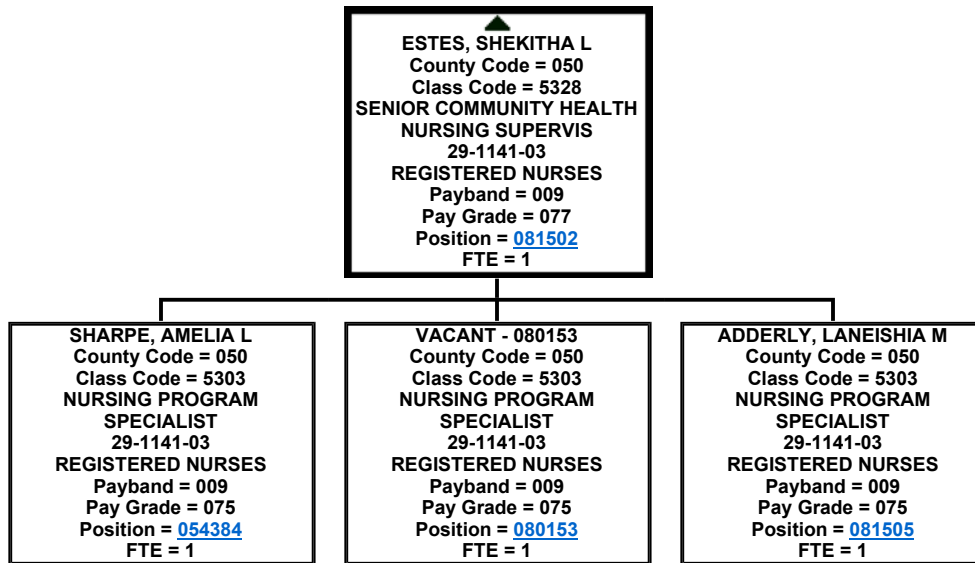 ESTES, SHEKITHA L
County Code = 050
Class Code = 5328
SENIOR COMMUNITY HEALTH
NURSING SUPERVIS
29-1141-03
REGISTERED NURSES
Payband = 009
Pay Grade = 077
Position = 081502
FTE = 1
SHARPE, AMELIA L
County Code = 050
Class Code = 5303
NURSING PROGRAM
SPECIALIST
29-1141-03
REGISTERED NURSES
Payband = 009
Pay Grade = 075
Position = 054384
FTE = 1
VACANT - 080153
County Code = 050
Class Code = 5303
NURSING PROGRAM
SPECIALIST
29-1141-03
REGISTERED NURSES
Payband = 009
Pay Grade = 075
Position = 080153
FTE = 1
ADDERLY, LANEISHIA M
County Code = 050
Class Code = 5303
NURSING PROGRAM
SPECIALIST
29-1141-03
REGISTERED NURSES
Payband = 009
Pay Grade = 075
Position = 081505
FTE = 1